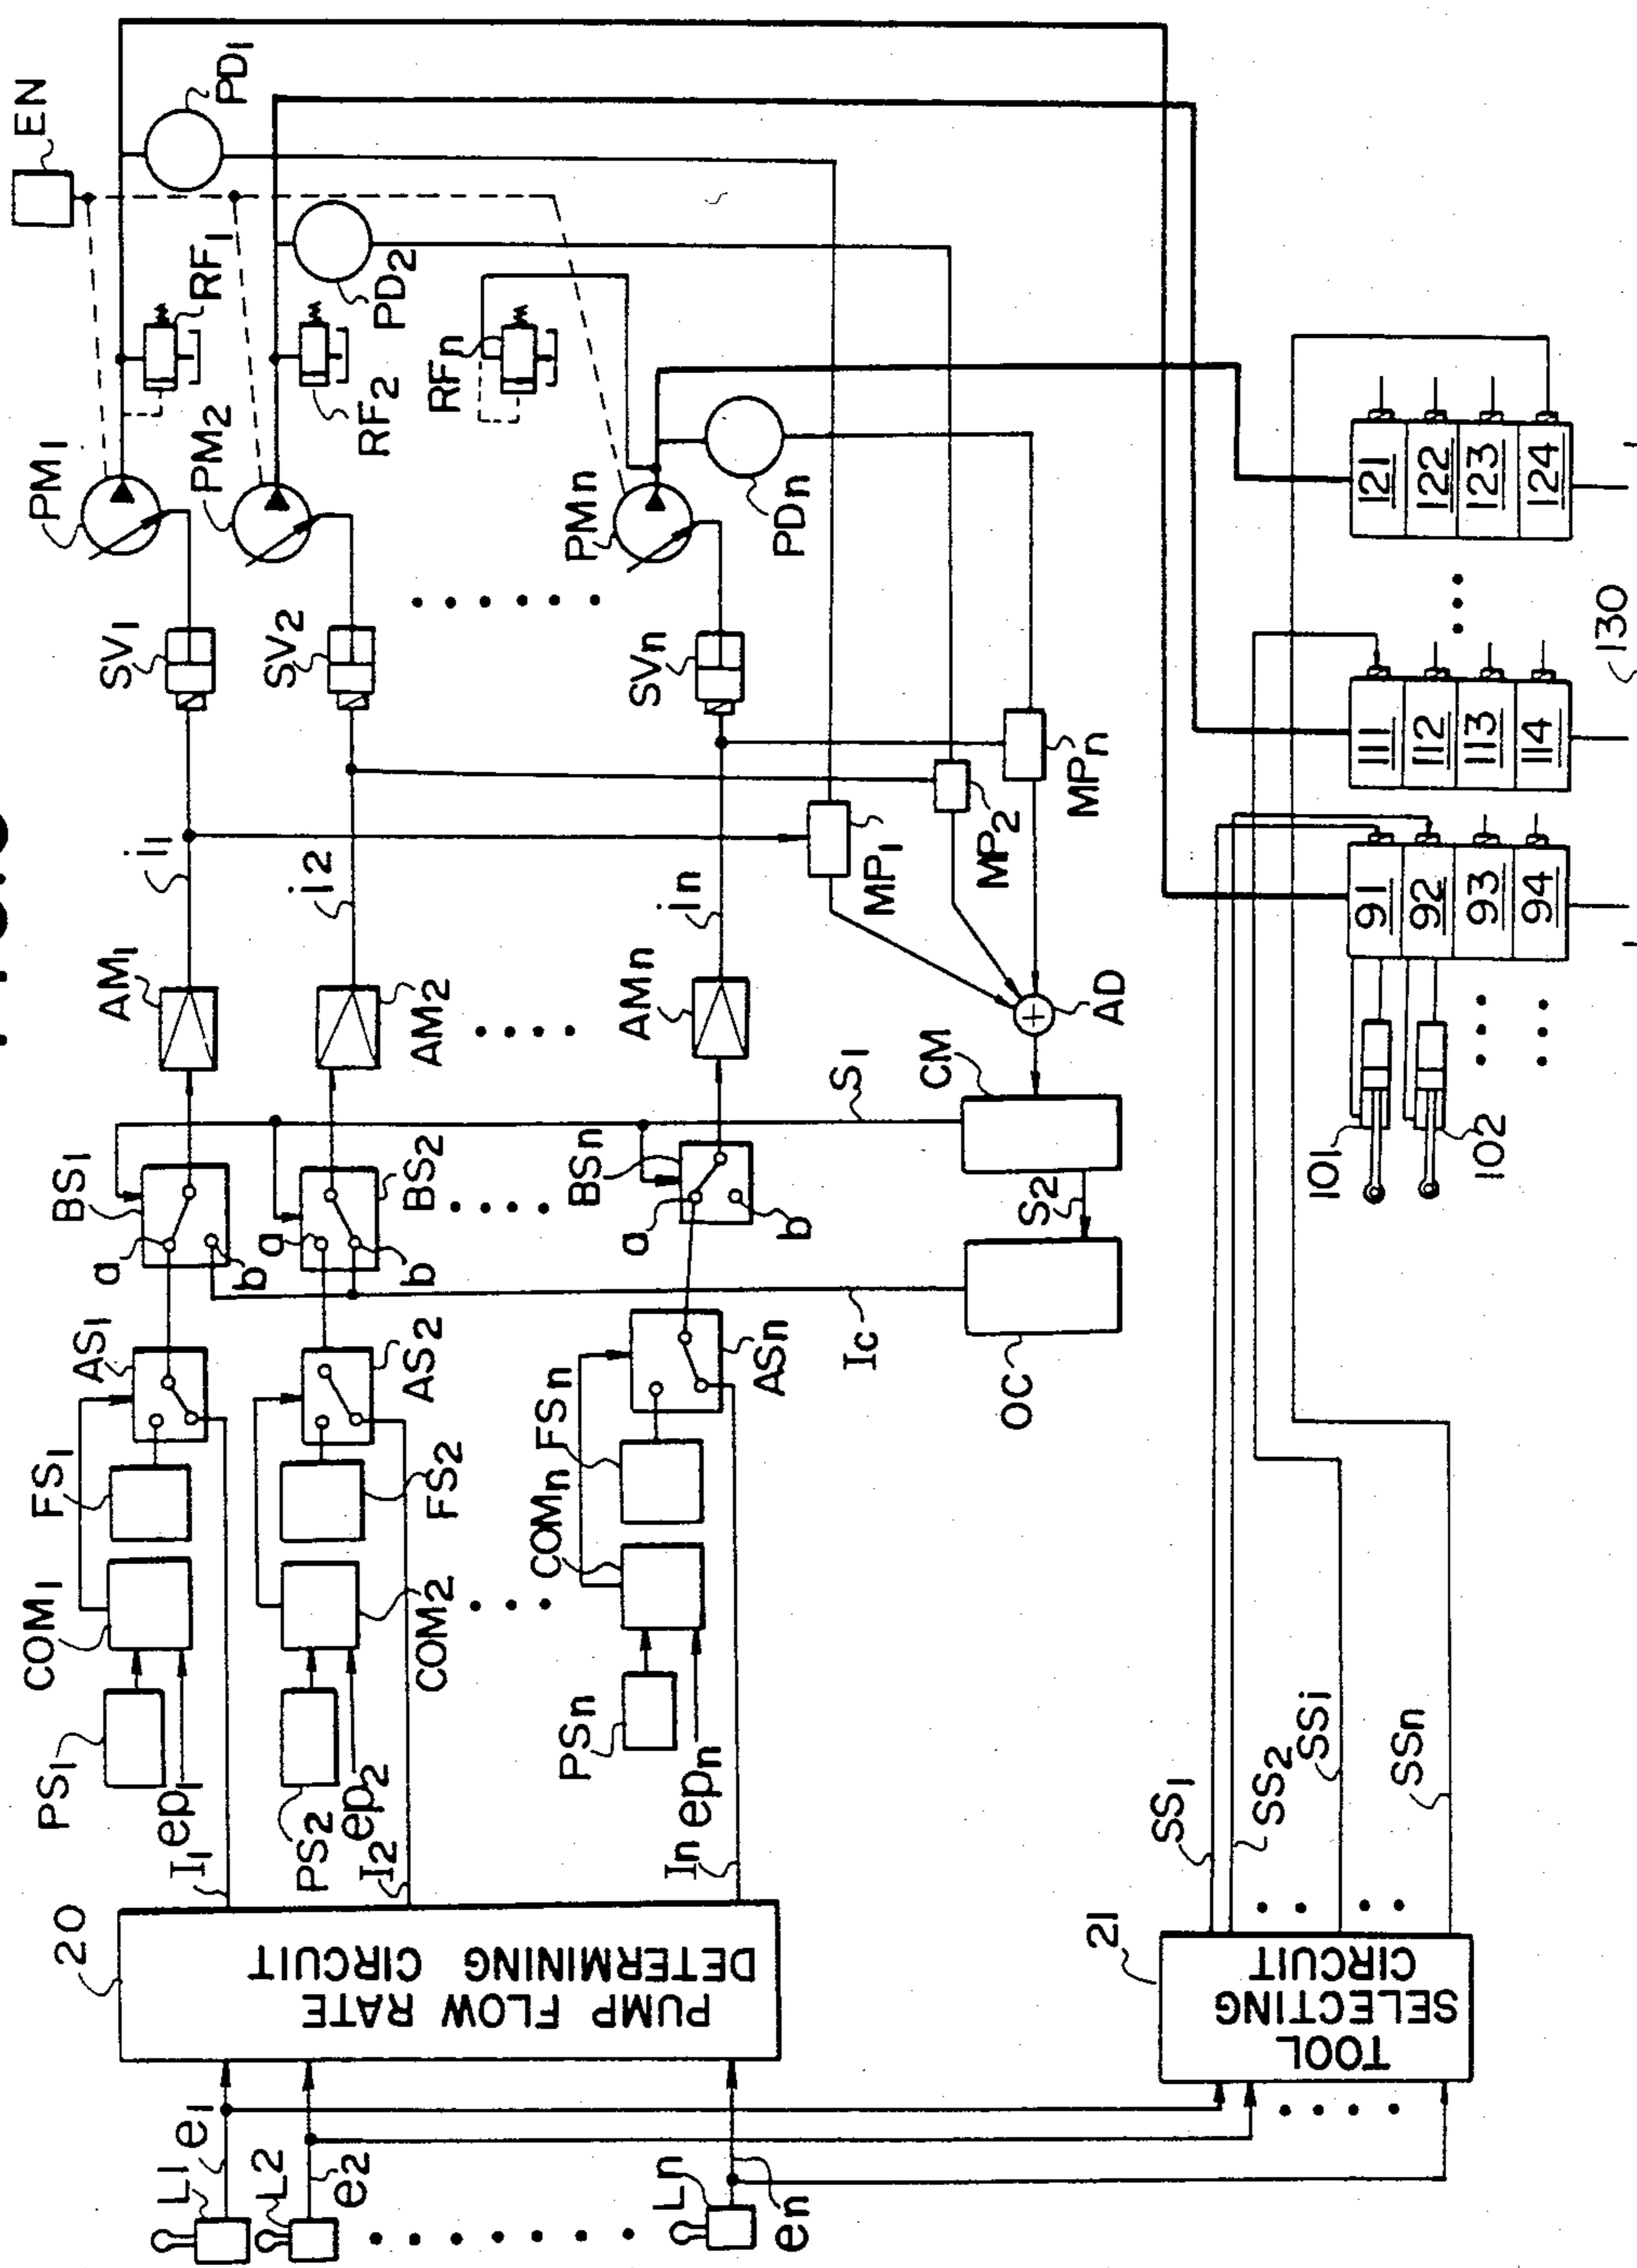 EN
PD1
PM1
RF1
PM2
PD2
RF2
RFn
PMn
PDn
SV1
SV2
SVn
i1
i2
in
MP1
MP2
MPn
AM1
AM2
AMn
AD
CM
S1
S2
OC
Ic
BS1
a
b
BS2
a
b
BSn
a
b
AS1
AS2
ASn
FS1
FS2
FSn
COM1
COM2
COMn
PS1
ep1
PS2
ep2
PSn
epn
I1
I2
In
20
PUMP FLOW RATE
DETERMINING CIRCUIT
L1
e1
L2
e2
Ln
en
21
TOOL
SELECTING
CIRCUIT
SS1
SS2
SSi
SSn
101
102
91
92
93
94
111
112
113
114
121
122
123
124
130